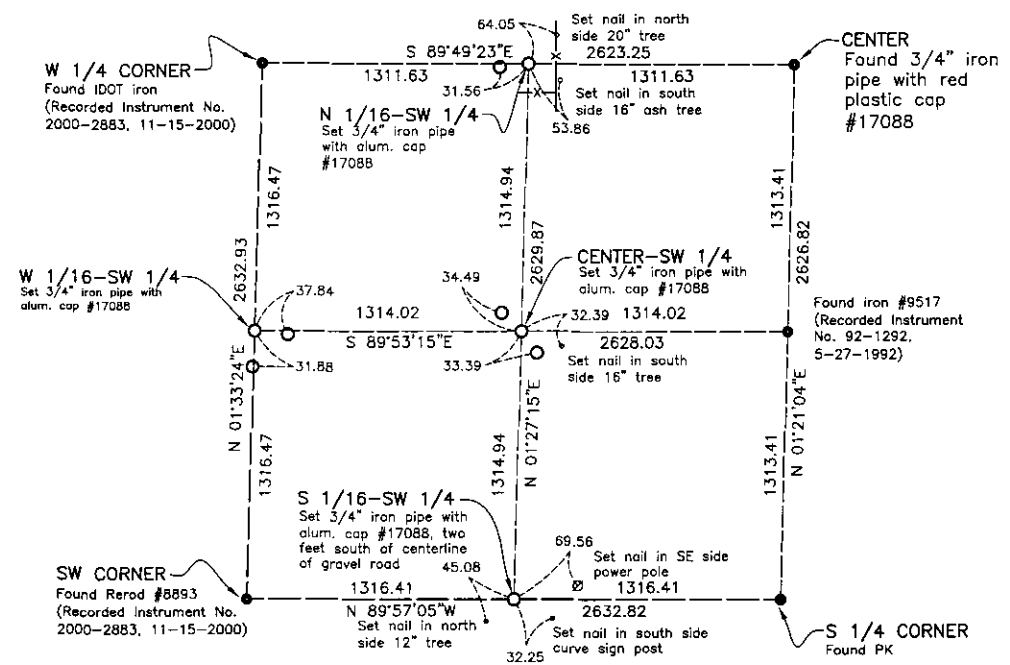 64.05
Set nail in north
side 20" tree
S 89°49'23"E
2623.25
1311.63
1311.63
31.56
x
x
Set nail in south
side 16" ash tree
53.86
CENTER
Found 3/4" iron
pipe with red
plastic cap
#17088
W 1/4 CORNER
Found IDOT iron
(Recorded Instrument No.
2000-2883, 11-15-2000)
N 1/16-SW 1/4
Set 3/4" iron pipe
with alum. cap
#17088
1316.47
2632.93
1314.94
2629.87
1313.41
2626.82
W 1/16-SW 1/4
Set 3/4" iron pipe with
alum. cap #17088
37.84
1314.02
S 89°53'15"E
31.88
34.49
CENTER-SW 1/4
Set 3/4" iron pipe with
alum. cap #17088
32.39
1314.02
2628.03
33.39
Set nail in south
side 16" tree
Found iron #9517
(Recorded Instrument
No. 92-1292,
5-27-1992)
N 01°33'24"E
1316.47
1314.94
N 01°27'15"E
1313.41
N 01°21'04"E
S 1/16-SW 1/4
Set 3/4" iron pipe with
alum. cap #17088, two
feet south of centerline
of gravel road
69.56
Set nail in SE side
power pole
45.08
1316.41
1316.41
N 89°57'05"W
2632.82
Set nail in north
side 12" tree
32.25
Set nail in south side
curve sign post
SW CORNER
Found Rerod #8893
(Recorded Instrument No.
2000-2883, 11-15-2000)
S 1/4 CORNER
Found PK